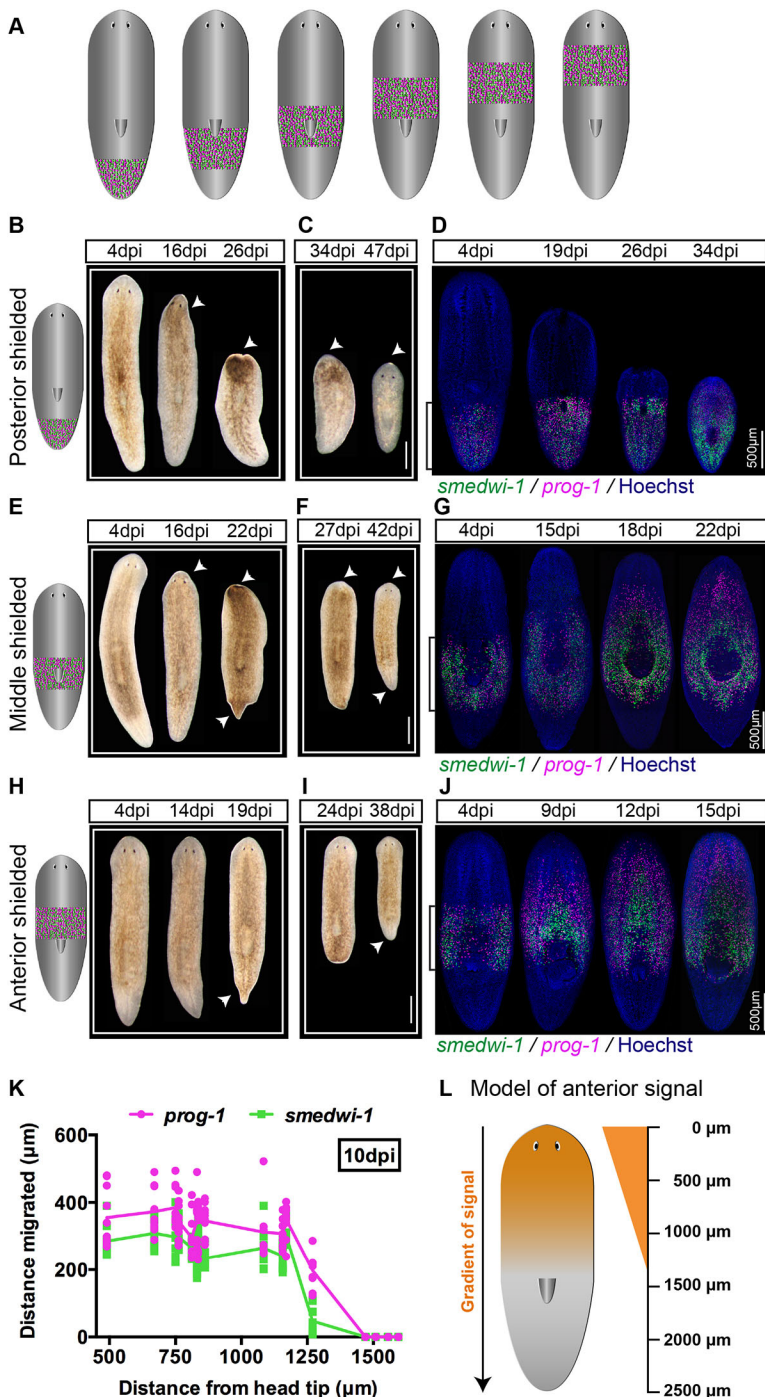 A
B
4dpi 16dpi 26dpi
C
34dpi 47dpi
D
4dpi 19dpi 26dpi 34dpi
Posterior shielded
500µm
smedwi-1 / prog-1 / Hoechst
E
4dpi 16dpi 22dpi
F
27dpi 42dpi
G
4dpi 15dpi 18dpi 22dpi
Middle shielded
500µm
smedwi-1 / prog-1 / Hoechst
H
4dpi 14dpi 19dpi
I
24dpi 38dpi
J
4dpi 9dpi 12dpi 15dpi
Anterior shielded
500µm
smedwi-1 / prog-1 / Hoechst
K
prog-1 smedwi-1
10dpi
Distance migrated (µm)
600
400
200
0
500 750 1000 1250 1500
Distance from head tip (µm)
L Model of anterior signal
Gradient of signal
0 µm
500 µm
1000 µm
1500 µm
2000 µm
2500 µm